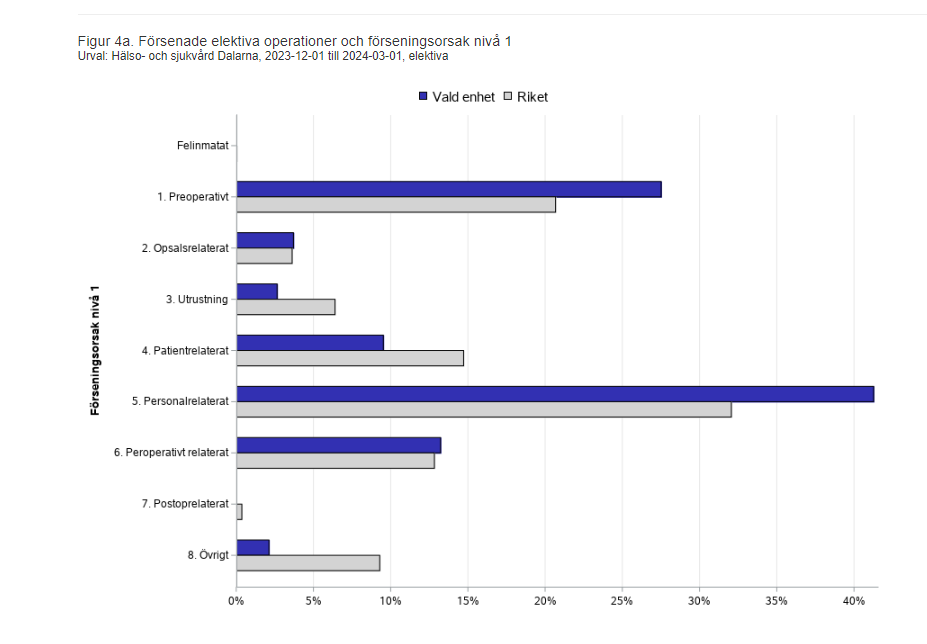 Figur 4a. Försenade elektiva operationer och förseningsorsak nivå 1
Urval: Hälso- och sjukvård Dalarna, 2023-12-01 till 2024-03-01, elektiva
Vald enhet Riket
Förseningsorsak nivå 1
Felinmatat
1. Preoperativt
2. Opsalsrelaterat
3. Utrustning
4. Patientrelaterat
5. Personalrelaterat
6. Peroperativt relaterat
7. Postoprelaterat
8. Övrigt
0% 5% 10% 15% 20% 25% 30% 35% 40%